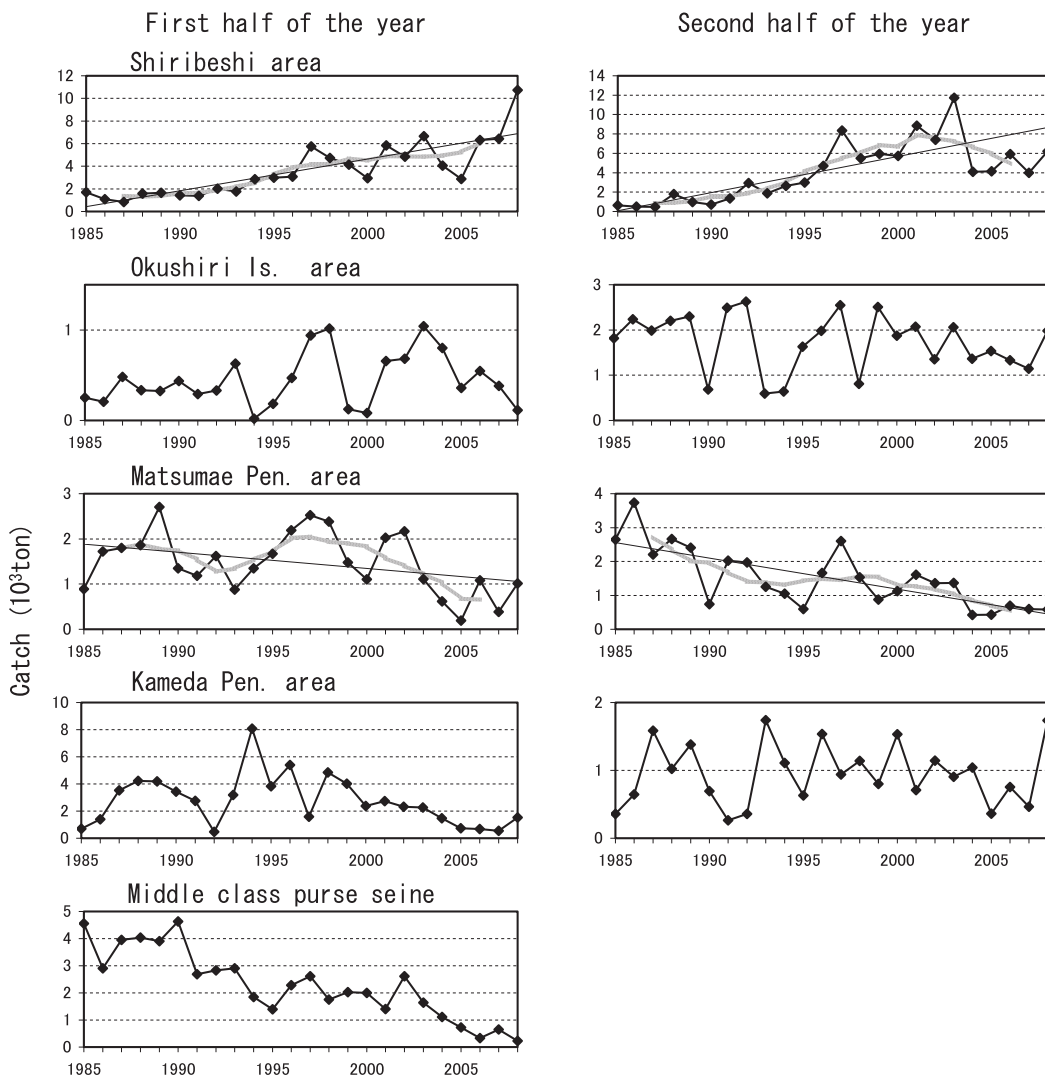 First half of the year
Second half of the year
Shiribeshi area
12
10
8
6
4
2
0
1985 1990 1995 2000 2005
14
12
10
8
6
4
2
0
1985 1990 1995 2000 2005
Okushiri Is. area
1
0
1985 1990 1995 2000 2005
3
2
1
0
1985 1990 1995 2000 2005
Matsumae Pen. area
3
2
1
0
1985 1990 1995 2000 2005
4
3
2
1
0
1985 1990 1995 2000 2005
Catch (10³ton)
Kameda Pen. area
10
8
6
4
2
0
1985 1990 1995 2000 2005
2
1
0
1985 1990 1995 2000 2005
Middle class purse seine
5
4
3
2
1
0
1985 1990 1995 2000 2005